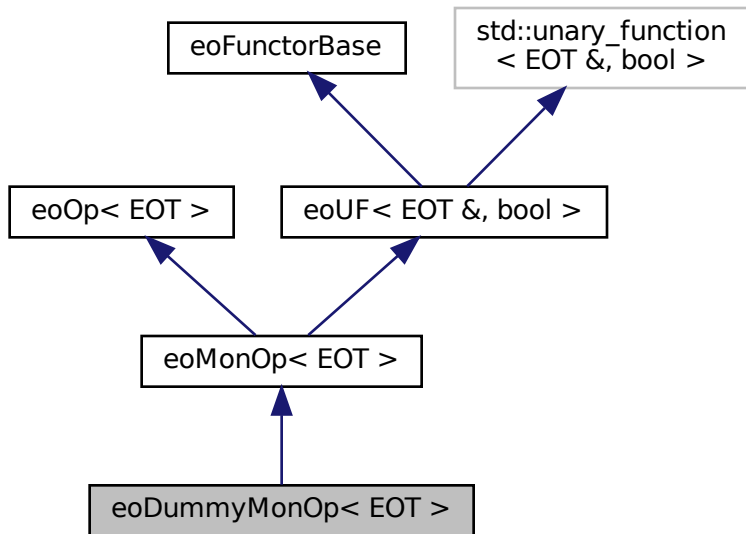 std::unary_function
< EOT &, bool >
eoFunctorBase
eoOp< EOT >
eoUF< EOT &, bool >
eoMonOp< EOT >
eoDummyMonOp< EOT >